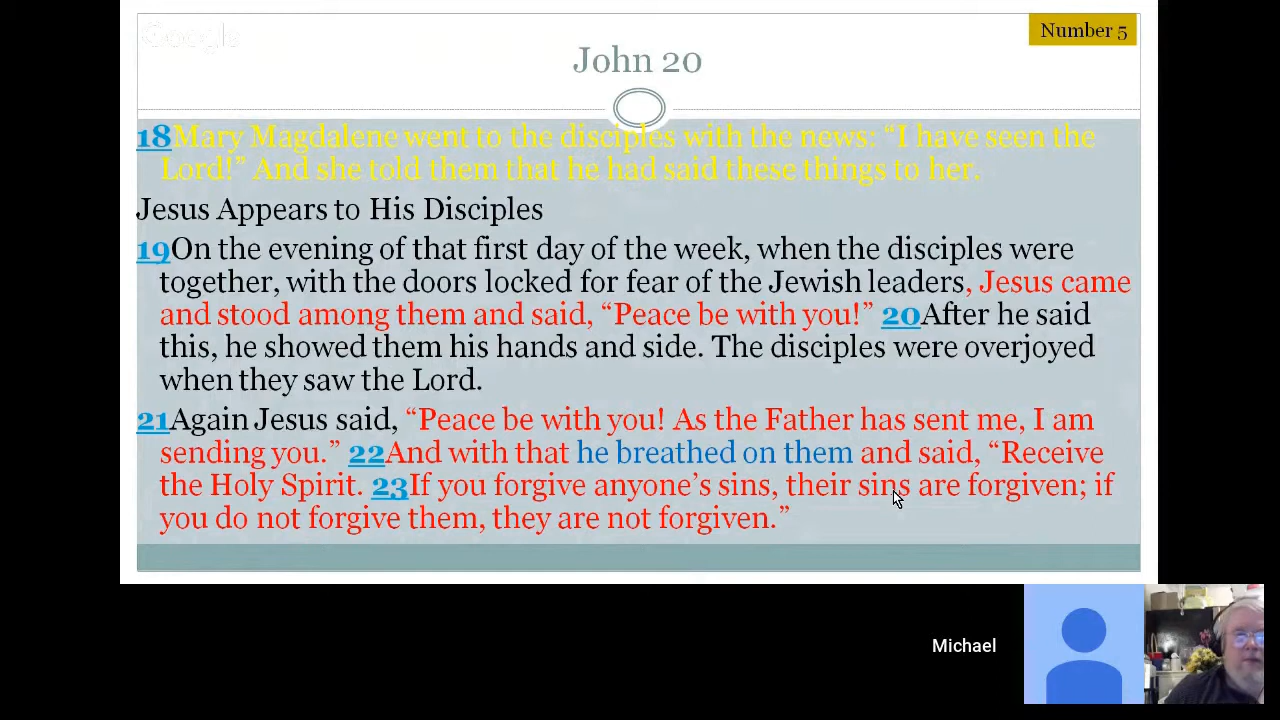 Google
Number 5
John 20
18Mary Magdalene went to the disciples with the news: “I have seen the
Lord!” And she told them that he had said these things to her.
Jesus Appears to His Disciples
19On the evening of that first day of the week, when the disciples were
together, with the doors locked for fear of the Jewish leaders, Jesus came
and stood among them and said, “Peace be with you!” 20After he said
this, he showed them his hands and side. The disciples were overjoyed
when they saw the Lord.
21Again Jesus said, “Peace be with you! As the Father has sent me, I am
sending you.” 22And with that he breathed on them and said, “Receive
the Holy Spirit. 23If you forgive anyone’s sins, their sins are forgiven; if
you do not forgive them, they are not forgiven.”
Michael